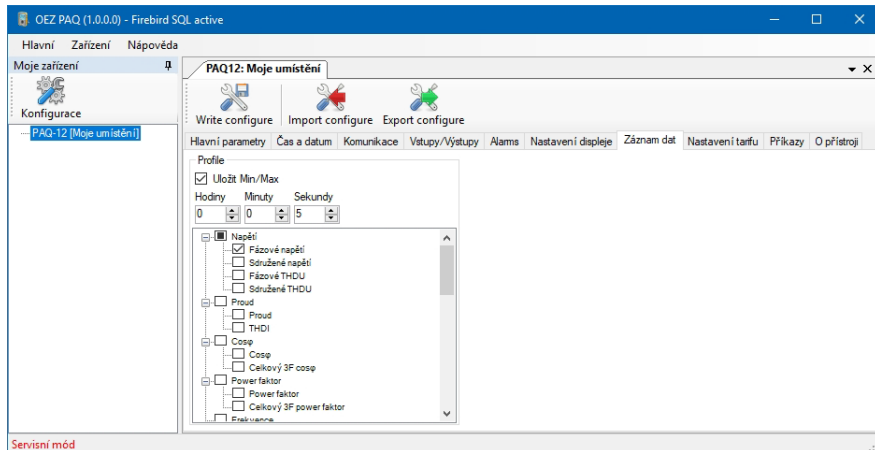 OEZ PAQ (1.0.0.0) - Firebird SQL active
Hlavní Zařízení Nápověda
Moje zařízení
Konfigurace
PAQ-12 [Moje umístění]
PAQ12: Moje umístění
Write configure Import configure Export configure
Hlavní parametry Čas a datum Komunikace Vstupy/Výstupy Alarms Nastavení displeje Záznam dat Nastavení tarifu Příkazy O přístroji
Profile
Uložit Min/Max
Hodiny Minuty Sekundy
0 0 5
Napětí
Fázové napětí
Sdružené napětí
Fázové THDU
Sdružené THDU
Proud
Proud
THDI
Cosφ
Cosφ
Celkový 3F cosφ
Power faktor
Power faktor
Celkový 3F power faktor
Frekvence
Servisní mód